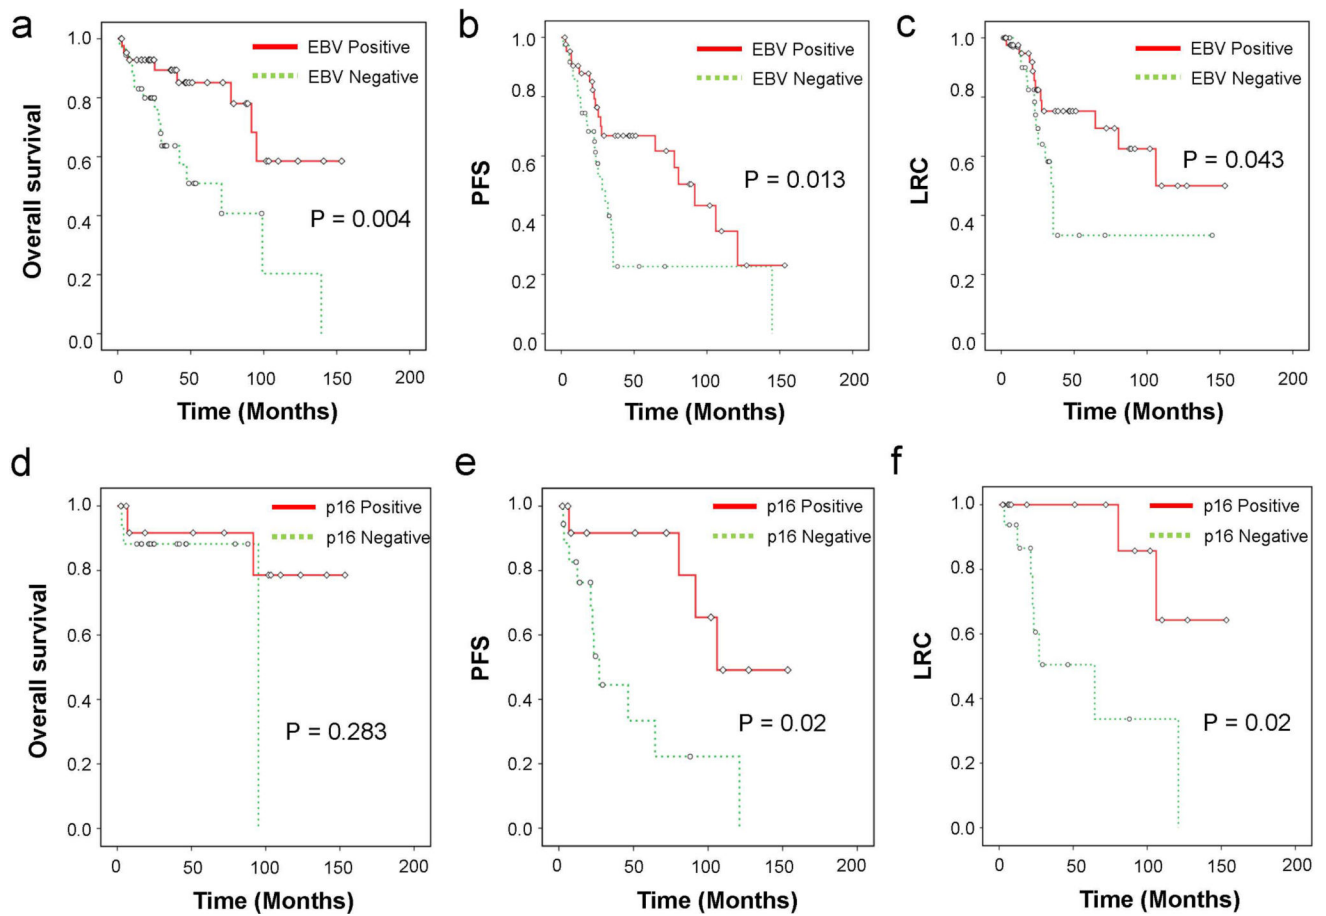 a
EBV Positive
EBV Negative
P = 0.004
Overall survival
1.0
0.8
0.6
0.4
0.2
0.0
0 50 100 150 200
Time (Months)
b
EBV Positive
EBV Negative
P = 0.013
PFS
1.0
0.8
0.6
0.4
0.2
0.0
0 50 100 150 200
Time (Months)
c
EBV Positive
EBV Negative
P = 0.043
LRC
1.0
0.8
0.6
0.4
0.2
0.0
0 50 100 150 200
Time (Months)
d
p16 Positive
p16 Negative
P = 0.283
Overall survival
1.0
0.8
0.6
0.4
0.2
0.0
0 50 100 150 200
Time (Months)
e
p16 Positive
p16 Negative
P = 0.02
PFS
1.0
0.8
0.6
0.4
0.2
0.0
0 50 100 150 200
Time (Months)
f
p16 Positive
p16 Negative
P = 0.02
LRC
1.0
0.8
0.6
0.4
0.2
0.0
0 50 100 150 200
Time (Months)